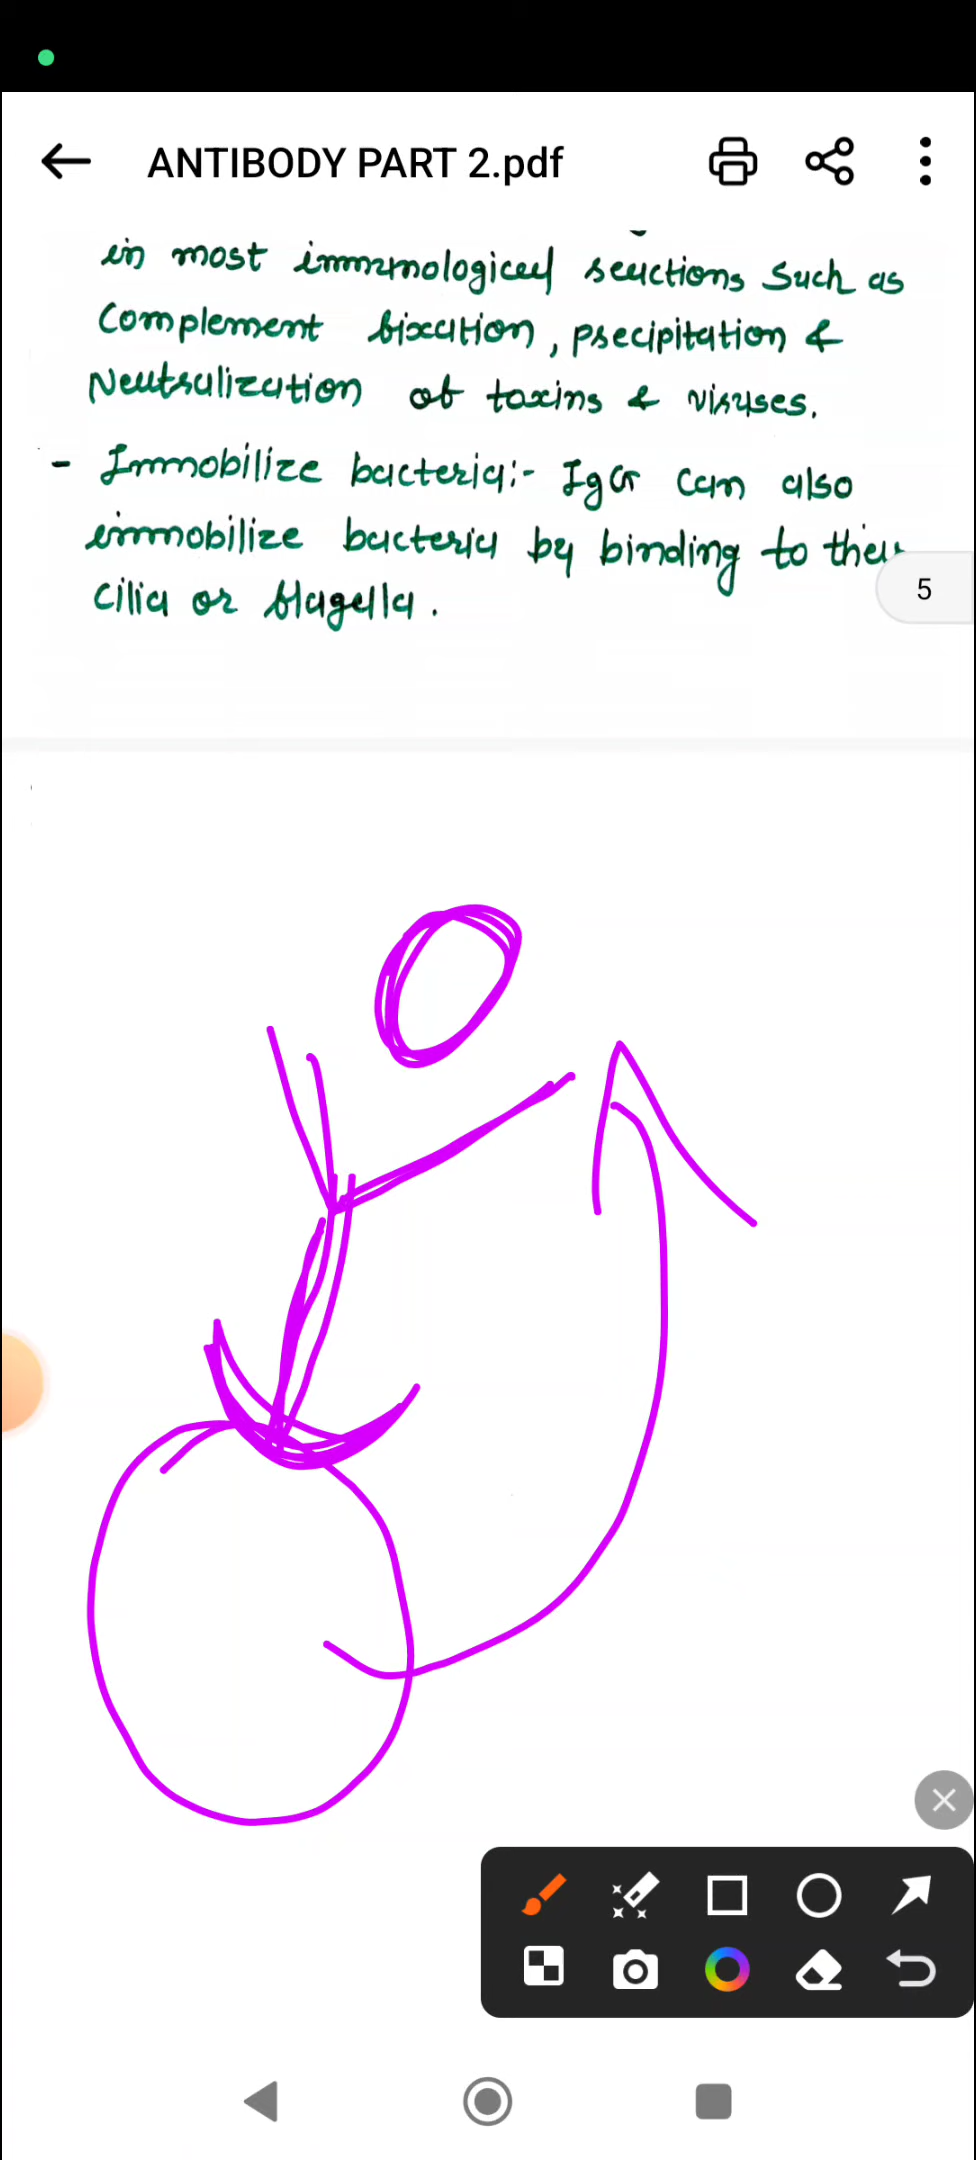 ANTIBODY PART 2.pdf
in most immunological reactions such as
Complement fixation, precipitation &
Neutralization of toxins & viruses.
- Immobilize bacteria:- IgG can also
immobilize bacteria by binding to their
cilia or flagella.
5